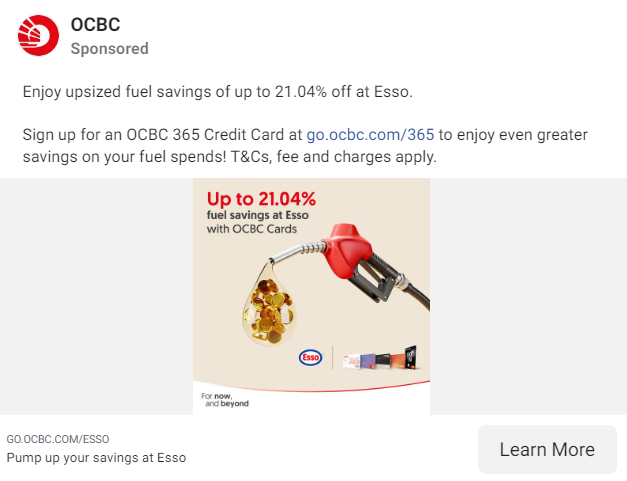 OCBC
Sponsored
Enjoy upsized fuel savings of up to 21.04% off at Esso.
Sign up for an OCBC 365 Credit Card at go.ocbc.com/365 to enjoy even greater
savings on your fuel spends! T&Cs, fee and charges apply.
Up to 21.04%
fuel savings at Esso
with OCBC Cards
Esso
365
For now,
and beyond
GO.OCBC.COM/ESSO
Pump up your savings at Esso
Learn More